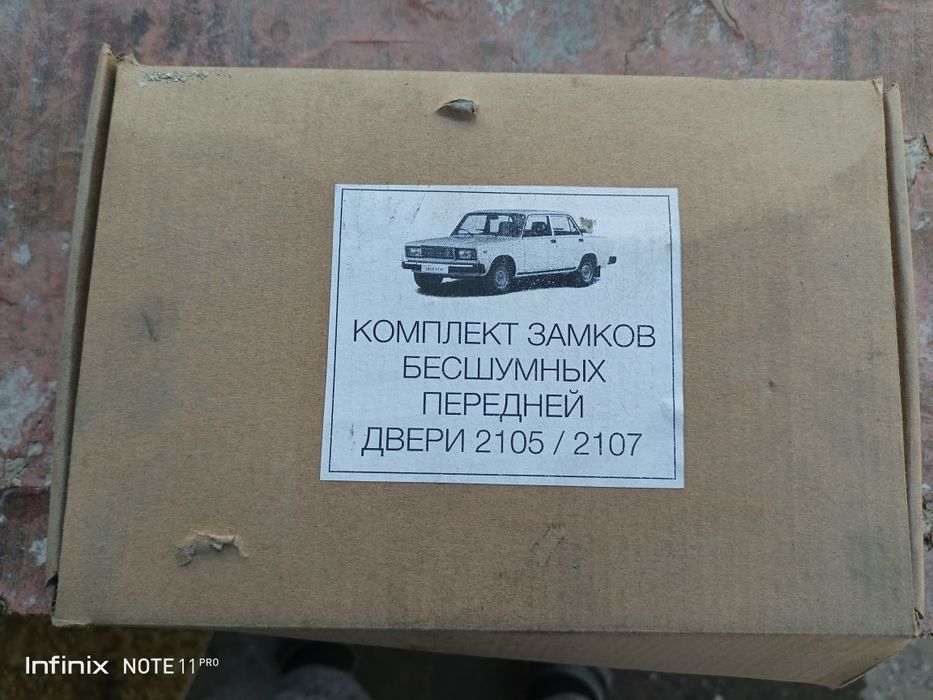 КОМПЛЕКТ ЗАМКОВ
БЕСШУМНЫХ
ПЕРЕДНЕЙ
ДВЕРИ 2105 / 2107
Infinix NOTE 11 PRO